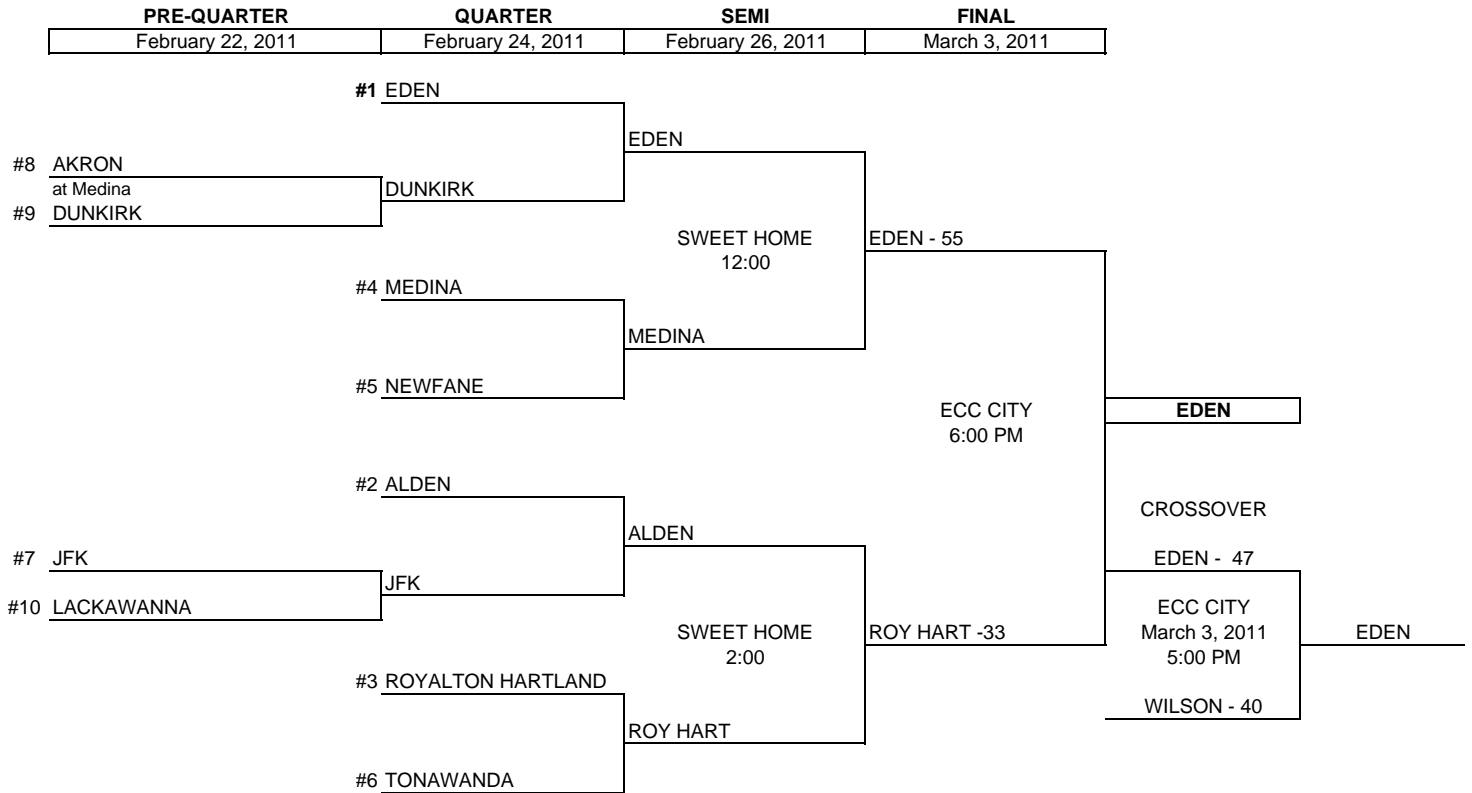 PRE-QUARTER QUARTER SEMI FINAL
February 22, 2011 February 24, 2011 February 26, 2011 March 3, 2011
#1 EDEN
EDEN
#8 AKRON
at Medina DUNKIRK
#9 DUNKIRK
SWEET HOME EDEN - 55
12:00
#4 MEDINA
MEDINA
#5 NEWFANE
ECC CITY EDEN
6:00 PM
#2 ALDEN
CROSSOVER
ALDEN
#7 JFK EDEN - 47
JFK
#10 LACKAWANNA ECC CITY
SWEET HOME ROY HART -33 March 3, 2011 EDEN
2:00 5:00 PM
#3 ROYALTON HARTLAND
WILSON - 40
ROY HART
#6 TONAWANDA